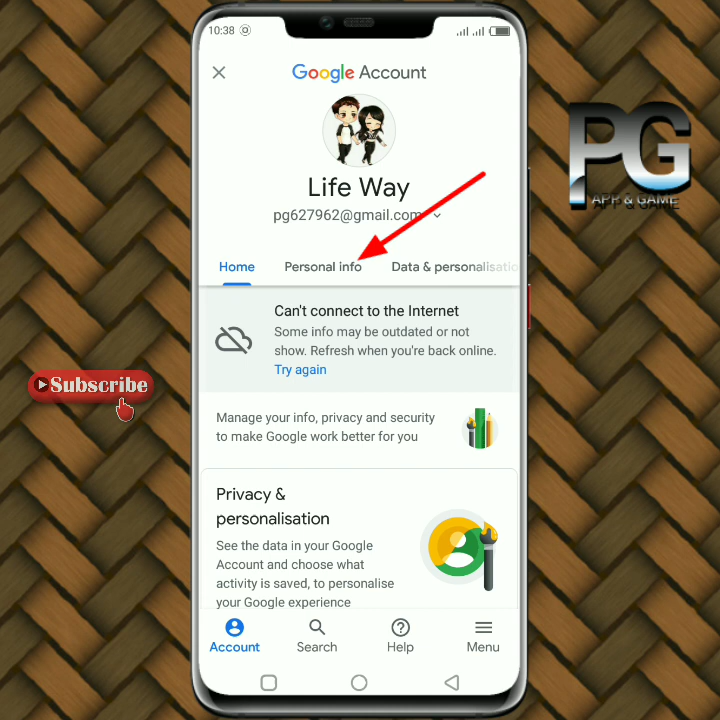 10:38
Google Account
Life Way
pg627962@gmail.com
Home Personal info Data & personalisatio
Can't connect to the Internet
Some info may be outdated or not
show. Refresh when you're back online.
Try again
Manage your info, privacy and security
to make Google work better for you
Privacy &
personalisation
See the data in your Google
Account and choose what
activity is saved, to personalise
your Google experience
Account Search Help Menu
PG
APP & GAME
Subscribe